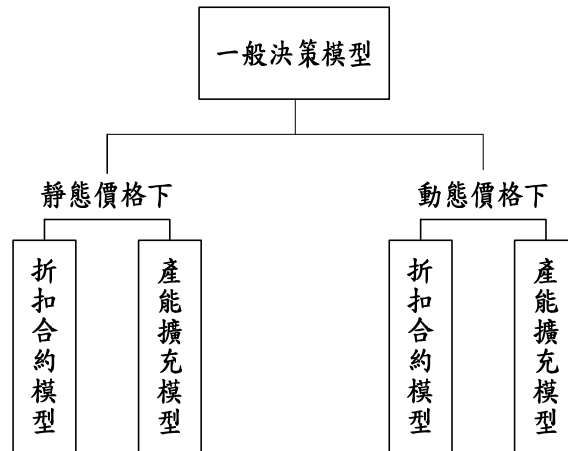 一般決策模型
靜態價格下
動態價格下
折扣合約模型
產能擴充模型
折扣合約模型
產能擴充模型